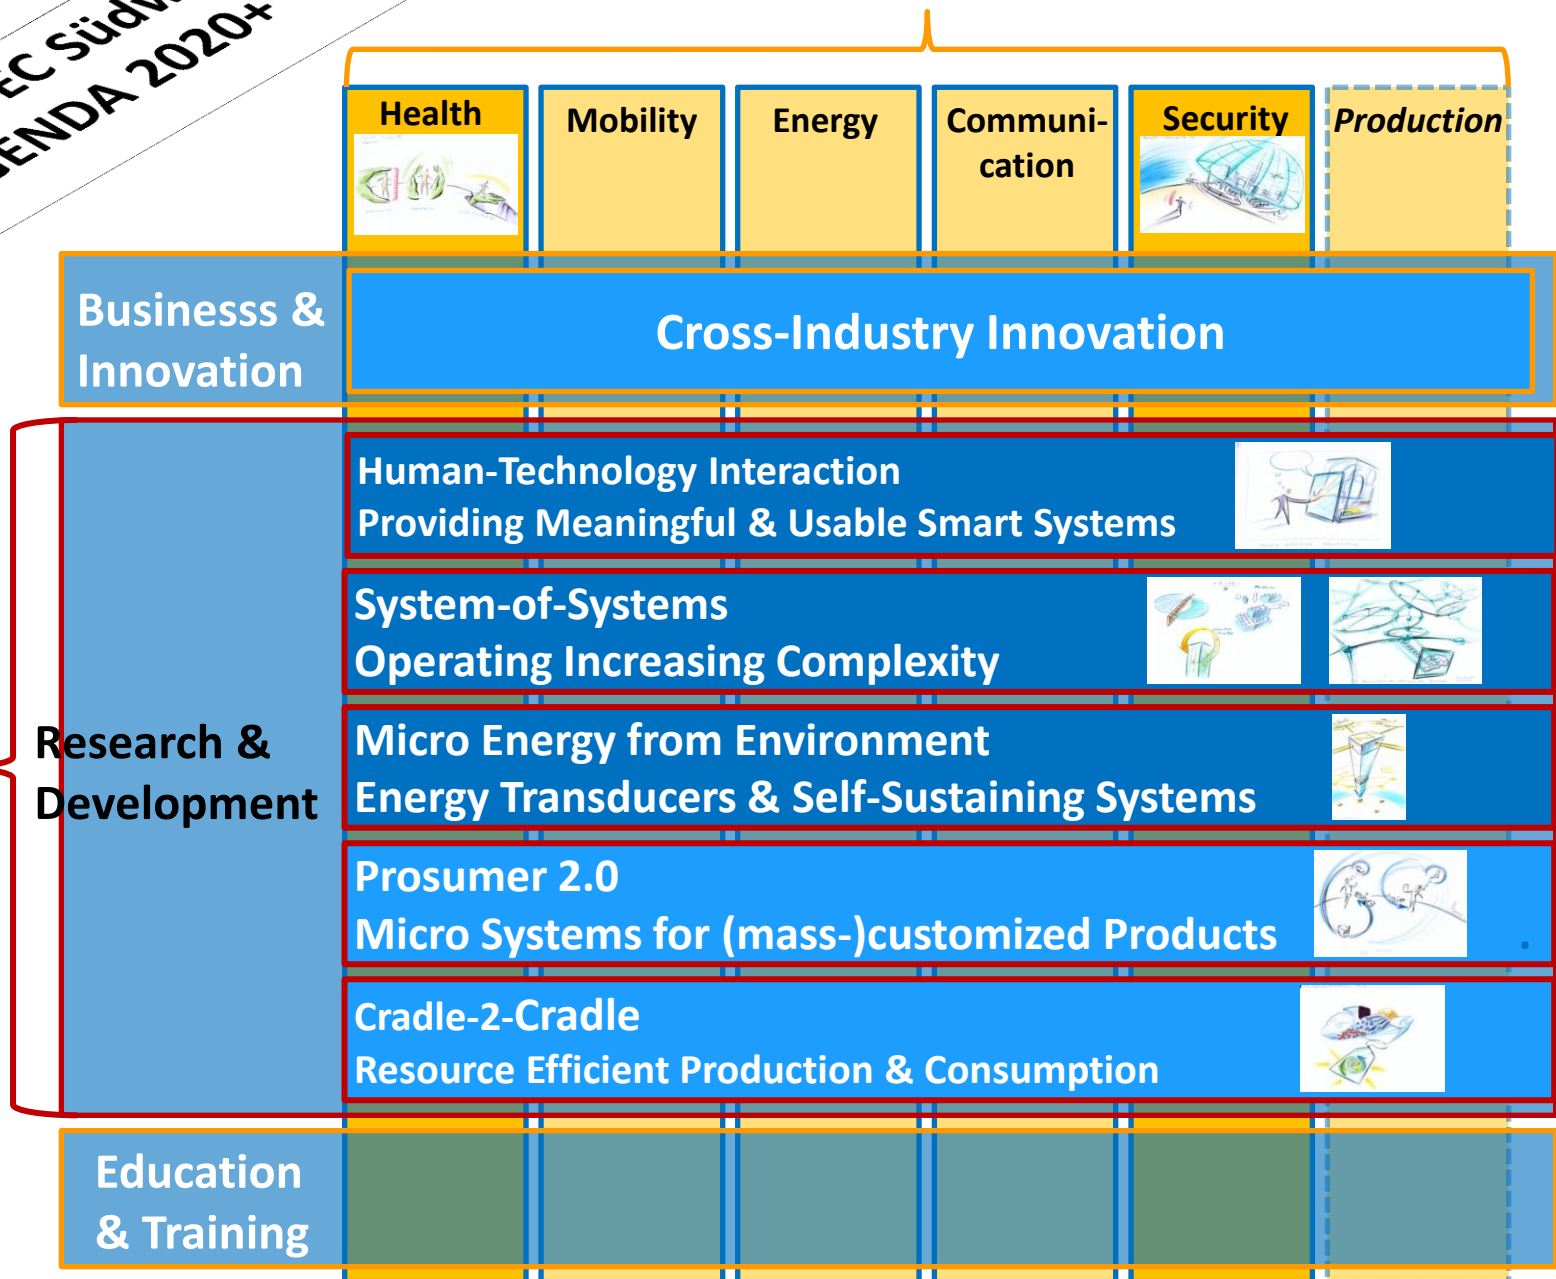 EC Südw
ENDA 2020+
Health
Mobility
Energy
Communi-
cation
Security
Production
Businesss &
Innovation
Cross-Industry Innovation
Human-Technology Interaction
Providing Meaningful & Usable Smart Systems
System-of-Systems
Operating Increasing Complexity
Research &
Development
Micro Energy from Environment
Energy Transducers & Self-Sustaining Systems
Prosumer 2.0
Micro Systems for (mass-)customized Products
.
Cradle-2-Cradle
Resource Efficient Production & Consumption
Education
& Training